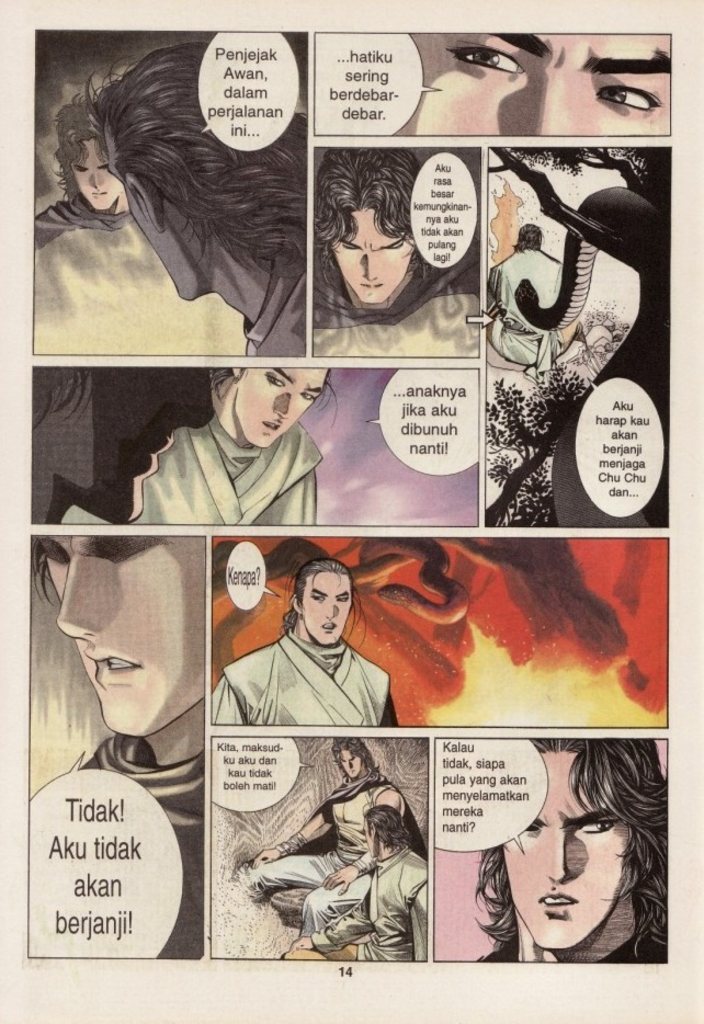 Penjejak
Awan,
dalam
perjalanan
ini...
...hatiku
sering
berdebar-
debar.
Aku
rasa
besar
kemungkinan-
nya aku
tidak akan
pulang
lagi!
Aku
harap kau
akan
berjanji
menjaga
Chu Chu
dan...
...anaknya
jika aku
dibunuh
nanti!
Tidak!
Aku tidak
akan
berjanji!
Kenapa?
Kita, maksud-
ku aku dan
kau tidak
boleh mati!
Kalau
tidak, siapa
pula yang akan
menyelamatkan
mereka
nanti?
14